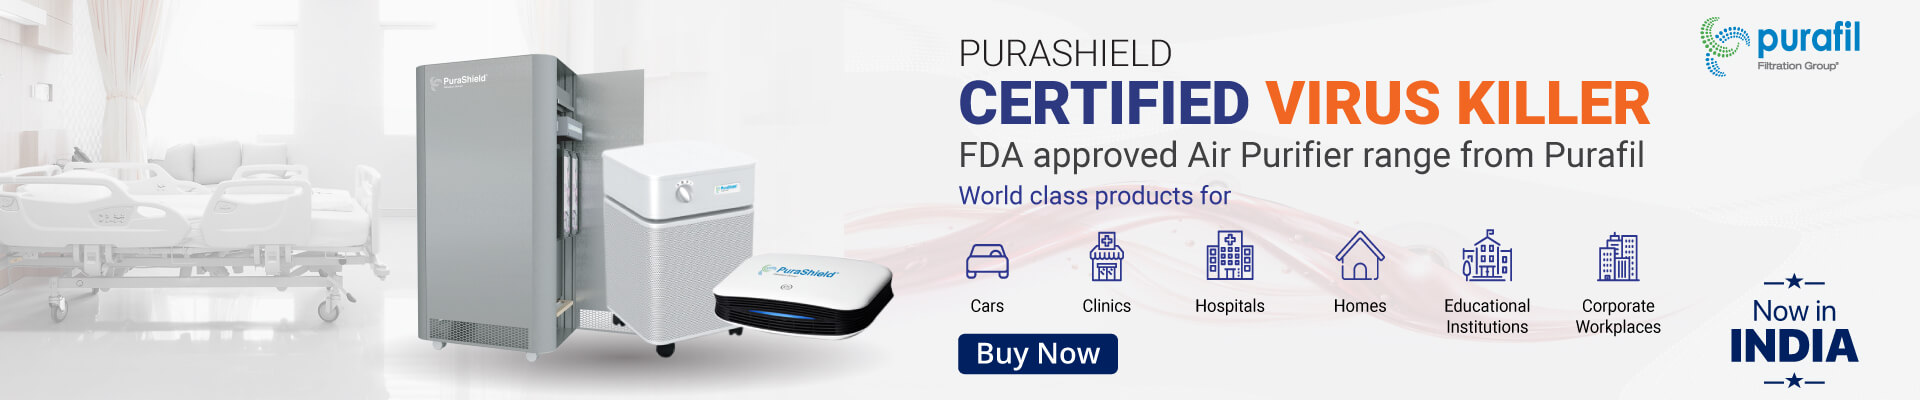 PURASHIELD
CERTIFIED VIRUS KILLER
FDA approved Air Purifier range from Purafil
World class products for
Cars
Clinics
Hospitals
Homes
Educational
Institutions
Corporate
Workplaces
Buy Now
purafil
Filtration Group®
Now in
INDIA
PuraShield
PuraShield